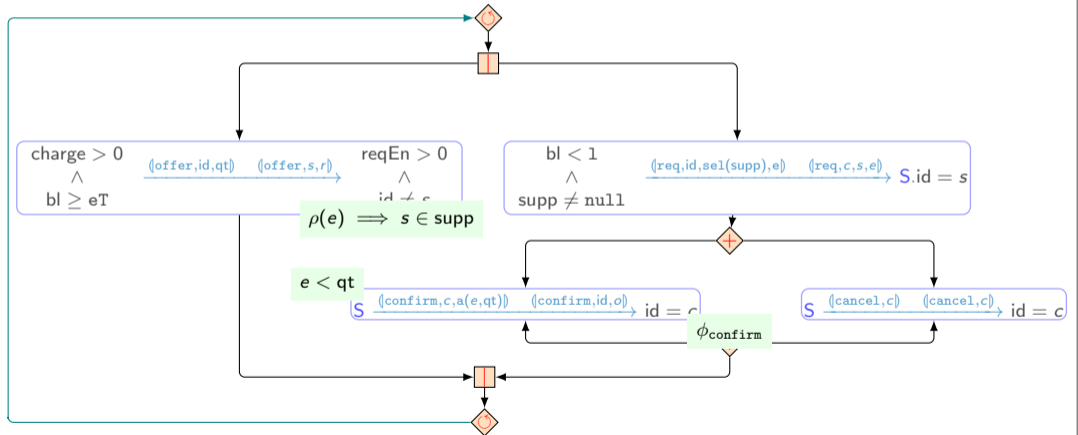 charge > 0
∧
bl ≥ eT
⦇offer,id,qt⦈ ⦇offer,s,r⦈
reqEn > 0
∧
id ≠
ρ(e) ⟹ s ∈ supp
bl < 1
∧
supp ≠ null
⦇req,id,sel(supp),e⦈ ⦇req,c,s,e⦈
S.id = s
+
e < qt
S ⦇confirm,c,a(e,qt)⦈ ⦇confirm,id,o⦈ id = c
S ⦇cancel,c⦈ ⦇cancel,c⦈ id = c
ϕconfirm